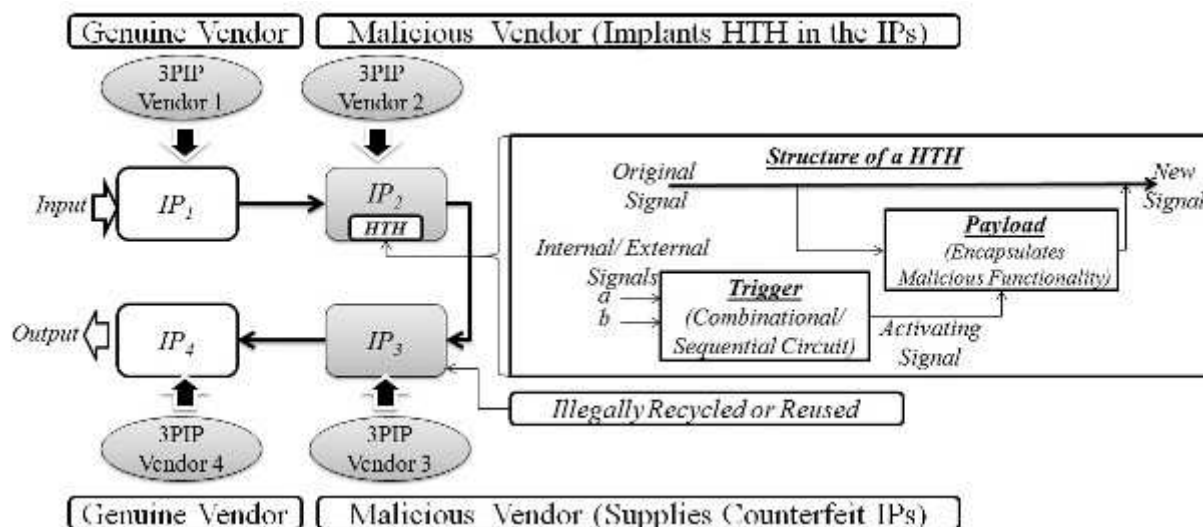 Genuine Vendor
Malicious Vendor (Implants HTH in the IPs)
3PIP
Vendor 1
3PIP
Vendor 2
Input
IP1
IP2
HTH
Structure of a HTH
Original
Signal
New
Signal
Payload
(Encapsulates
Malicious Functionality)
Internal/ External
Signals
a
b
Trigger
(Combinational/
Sequential Circuit)
Activating
Signal
Output
IP4
IP3
Illegally Recycled or Reused
3PIP
Vendor 4
3PIP
Vendor 3
Genuine Vendor
Malicious Vendor (Supplies Counterfeit IPs)